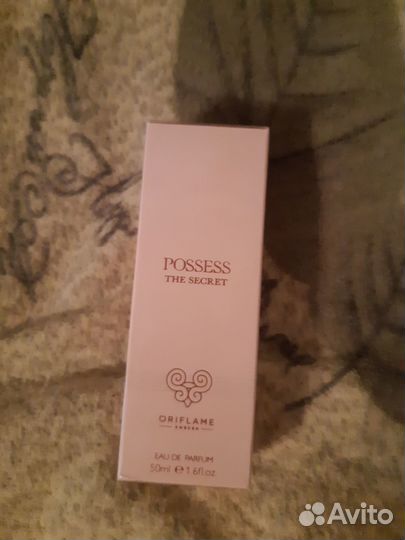 POSSESS
THE SECRET
ORIFLAME
SWEDEN
EAU DE PARFUM
50ml ℮ 1.6fl.oz.
Avito